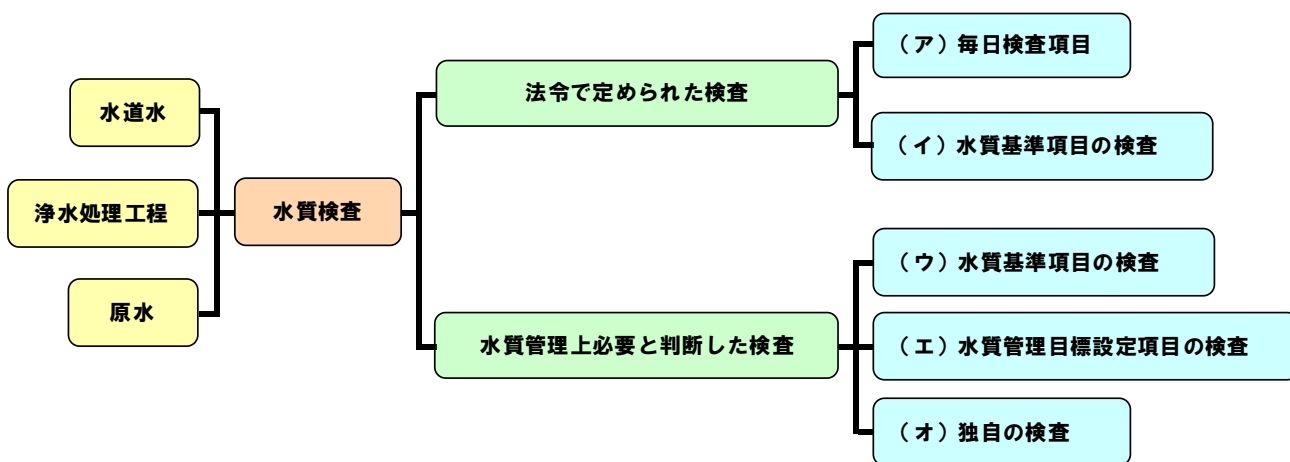 水道水
浄水処理工程
原水
水質検査
法令で定められた検査
水質管理上必要と判断した検査
（ア）毎日検査項目
（イ）水質基準項目の検査
（ウ）水質基準項目の検査
（エ）水質管理目標設定項目の検査
（オ）独自の検査